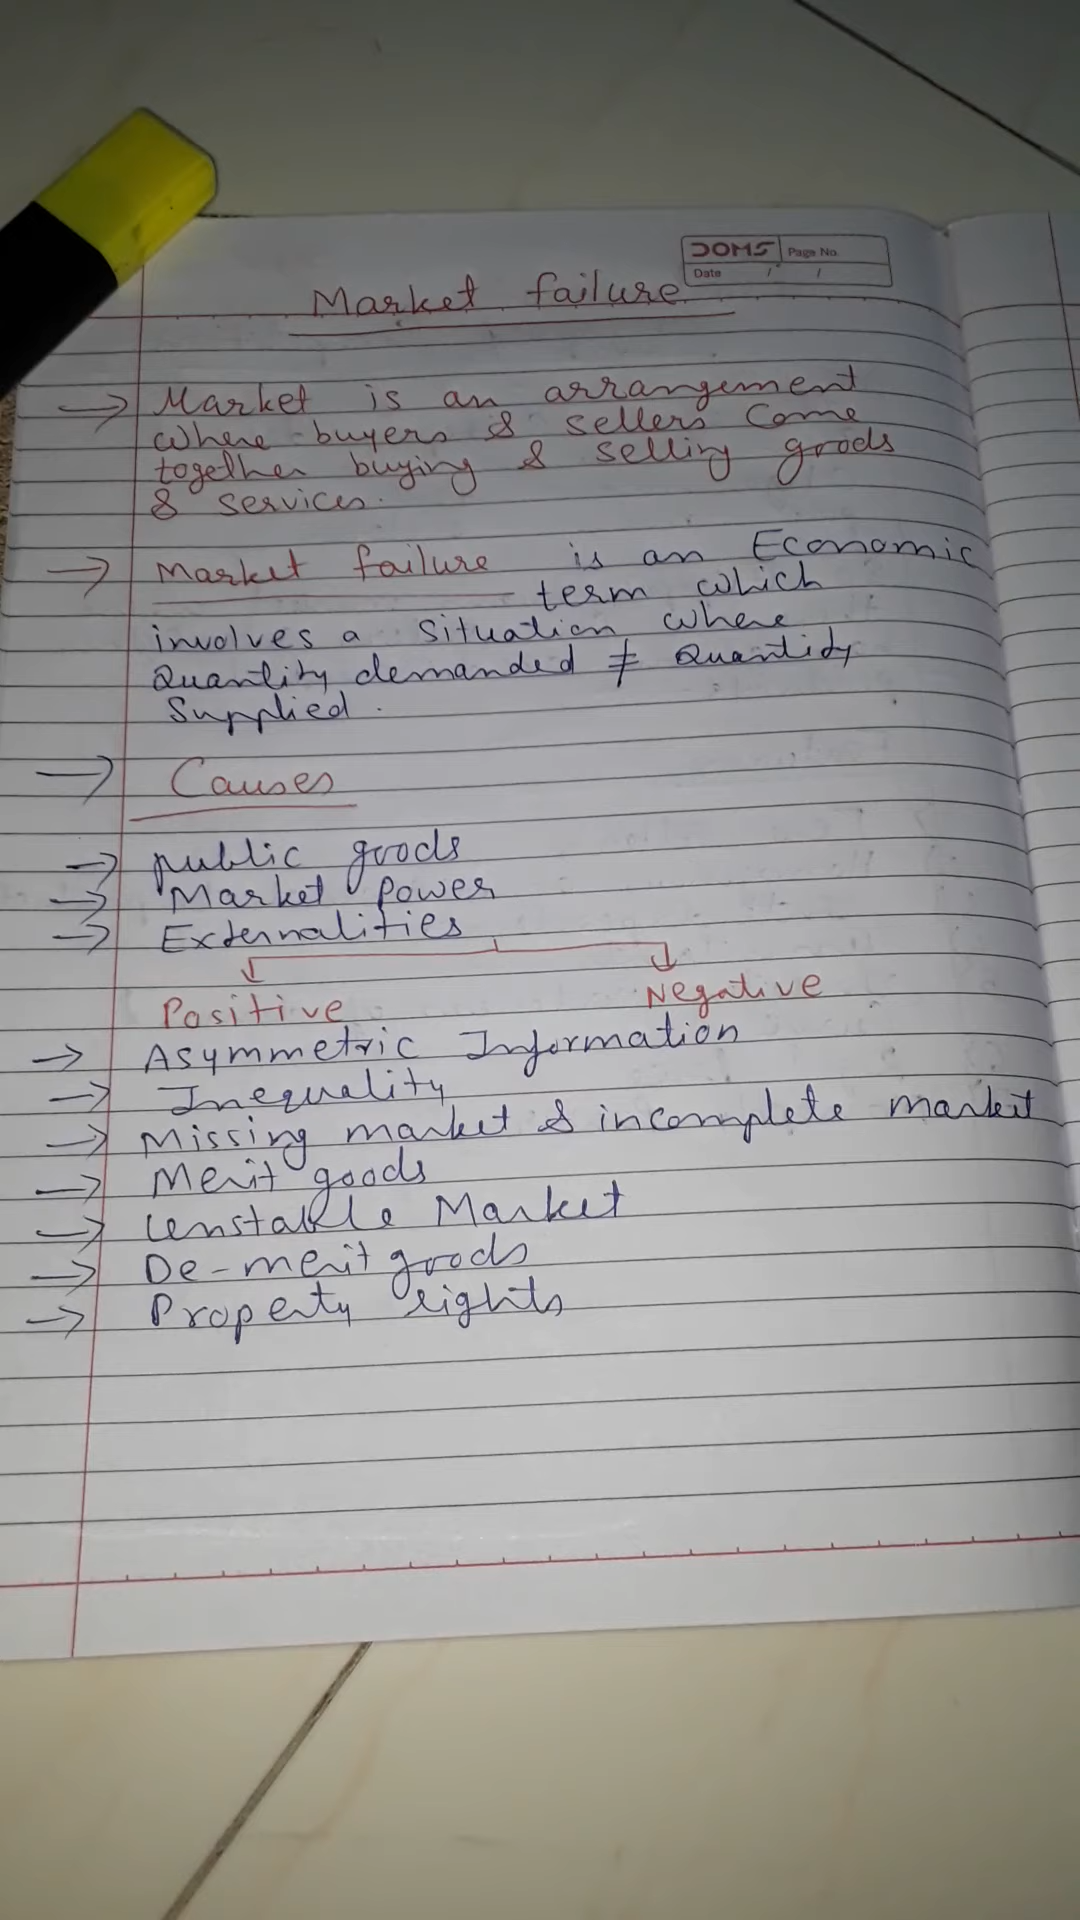 DOMS Page No.
Date / /
Market failure
→ Market is an arrangement
where buyers & sellers come
together buying & selling goods
& services.
→ Market failure is an Economic
term which
involves a situation where
Quantity demanded ≠ Quantity
Supplied.
→ Causes
→ public goods
→ Market power
→ Externalities
Positive Negative
→ Asymmetric Information
→ Inequality
→ Missing market & incomplete market
→ Merit goods
→ Unstable Market
→ De-merit goods
→ Property rights